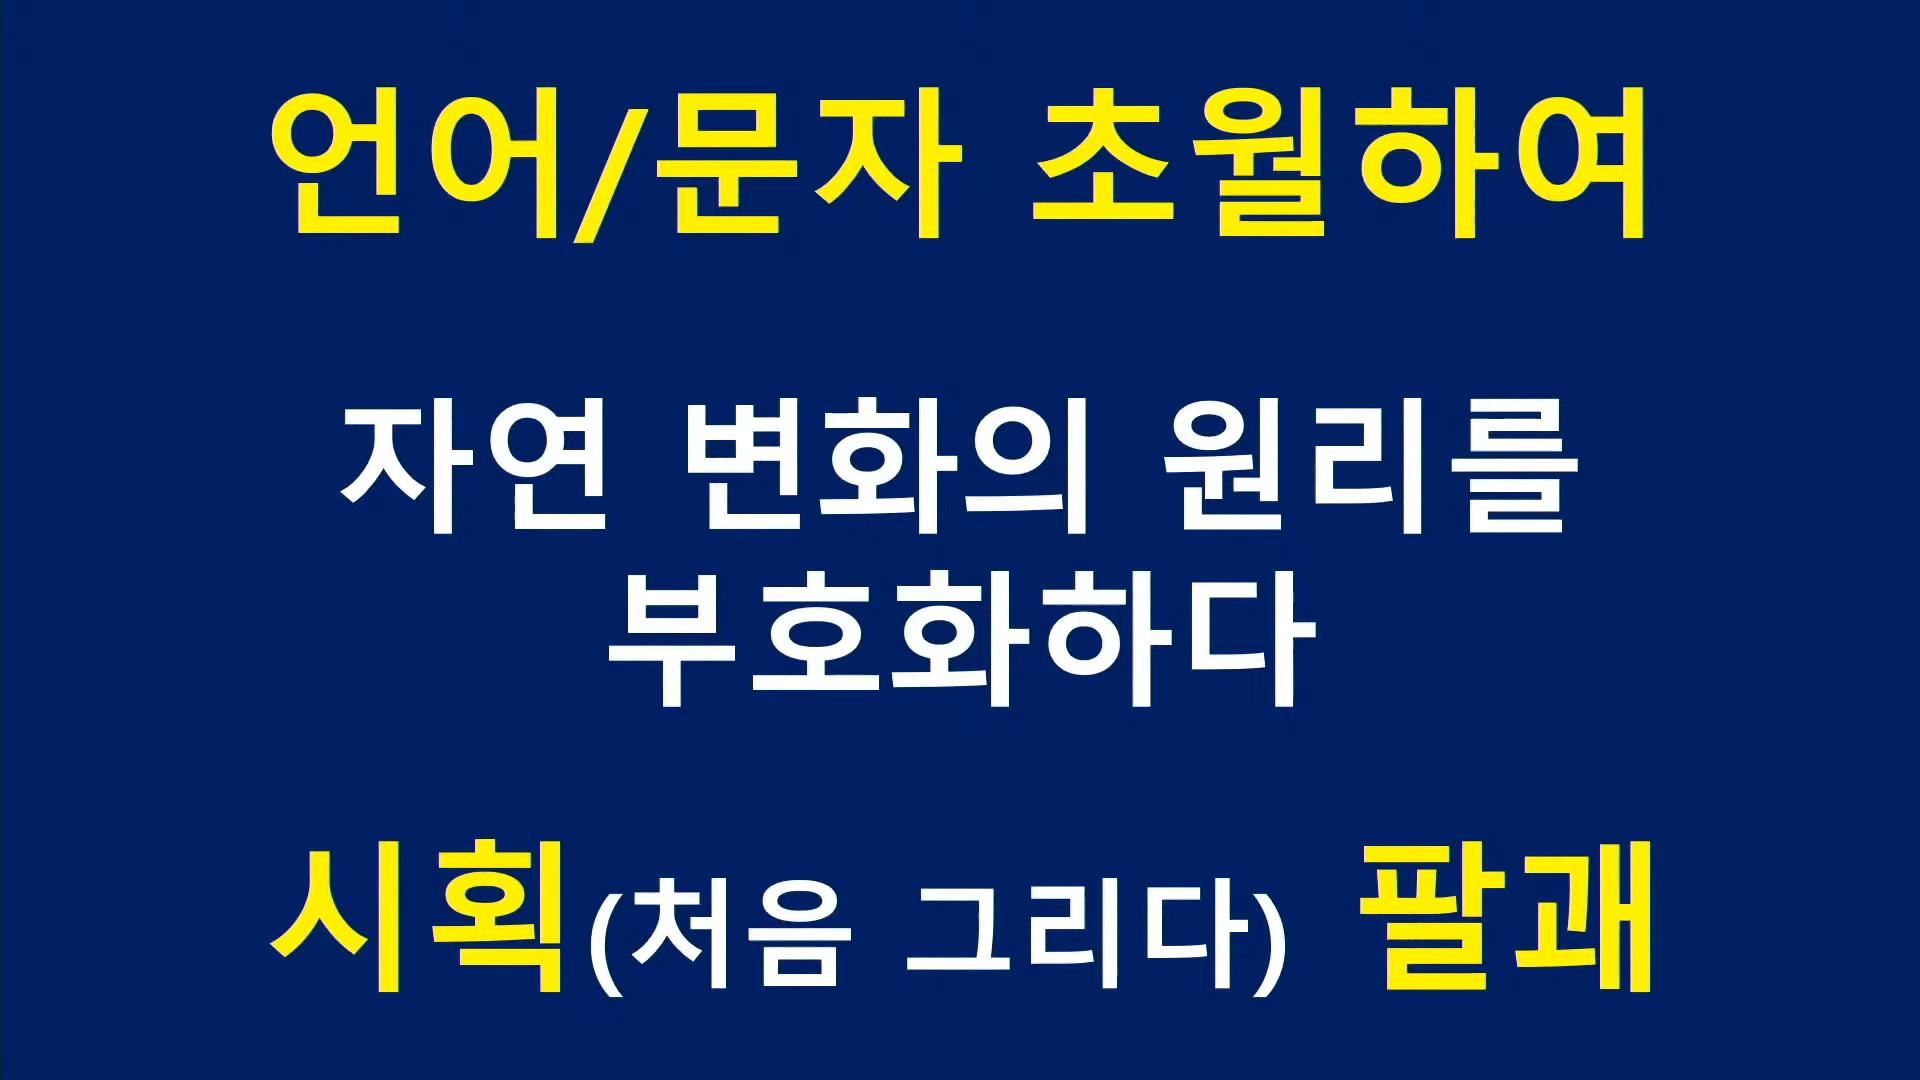 언어/문자 초월하여
자연 변화의 원리를
부호화하다
시획(처음 그리다) 팔괘